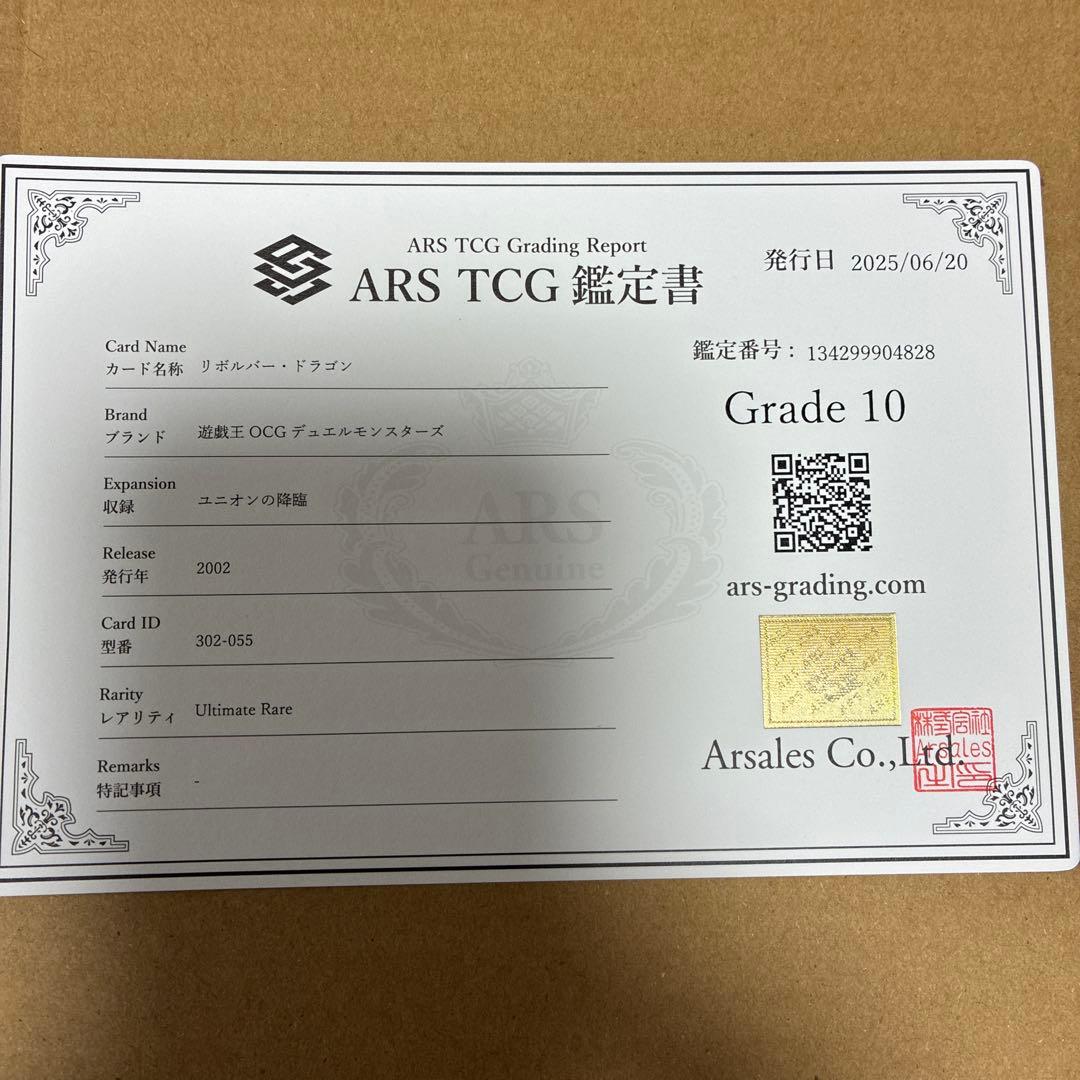 ARS TCG Grading Report
ARS TCG 鑑定書
発行日 2025/06/20
Card Name
カード名称 リボルバー・ドラゴン
鑑定番号: 134299904828
Brand
ブランド 遊戯王 OCG デュエルモンスターズ
Grade 10
Expansion
収録 ユニオンの降臨
ARS
Genuine
Release
発行年 2002
ars-grading.com
Card ID
型番 302-055
Rarity
レアリティ Ultimate Rare
Arsales Co.,Ltd.
株式会社
Arsales
Remarks
特記事項 -